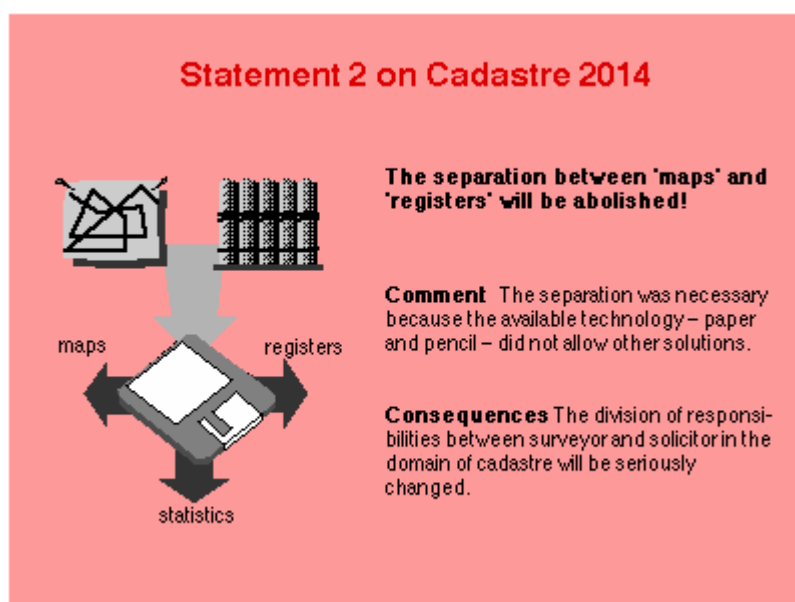 Statement 2 on Cadastre 2014
The separation between 'maps' and
'registers' will be abolished!
Comment The separation was necessary
because the available technology – paper
and pencil – did not allow other solutions.
maps
registers
Consequences The division of responsi-
bilities between surveyor and solicitor in the
domain of cadastre will be seriously
changed.
statistics